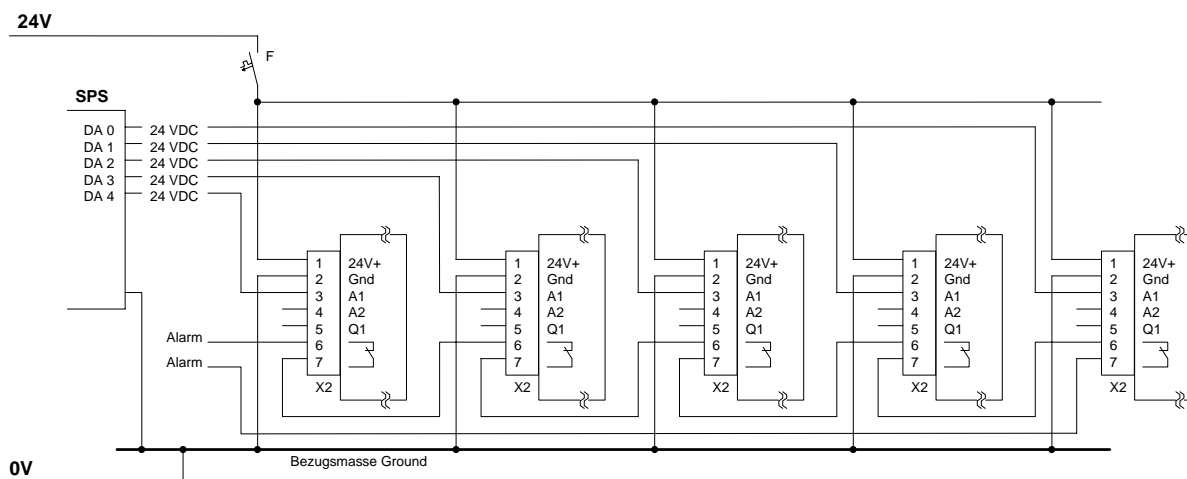 24V
F
SPS
DA 0 24 VDC
DA 1 24 VDC
DA 2 24 VDC
DA 3 24 VDC
DA 4 24 VDC
1 24V+ 1 24V+ 1 24V+ 1 24V+ 1 24V+
2 Gnd 2 Gnd 2 Gnd 2 Gnd 2 Gnd
3 A1 3 A1 3 A1 3 A1 3 A1
4 A2 4 A2 4 A2 4 A2 4 A2
5 Q1 5 Q1 5 Q1 5 Q1 5 Q1
Alarm 6 6 6 6 6
Alarm 7 7 7 7 7
X2 X2 X2 X2 X2
Bezugsmasse Ground
0V